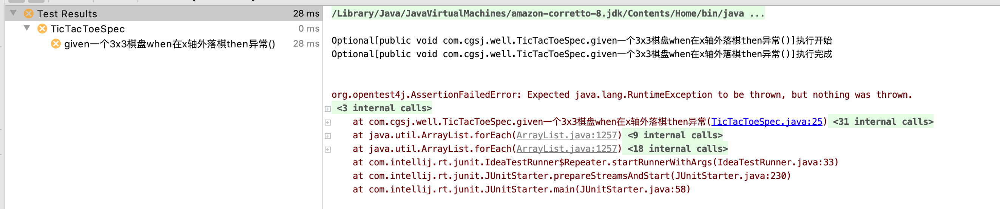 Test Results 28 ms
TicTacToeSpec 0 ms
given一个3x3棋盘when在x轴外落棋then异常() 28 ms
/Library/Java/JavaVirtualMachines/amazon-corretto-8.jdk/Contents/Home/bin/java ...
Optional[public void com.cgsj.well.TicTacToeSpec.given一个3x3棋盘when在x轴外落棋then异常()]执行开始
Optional[public void com.cgsj.well.TicTacToeSpec.given一个3x3棋盘when在x轴外落棋then异常()]执行完成
org.opentest4j.AssertionFailedError: Expected java.lang.RuntimeException to be thrown, but nothing was thrown.
<3 internal calls>
at com.cgsj.well.TicTacToeSpec.given一个3x3棋盘when在x轴外落棋then异常(TicTacToeSpec.java:25) <31 internal calls>
at java.util.ArrayList.forEach(ArrayList.java:1257) <9 internal calls>
at java.util.ArrayList.forEach(ArrayList.java:1257) <18 internal calls>
at com.intellij.rt.junit.IdeaTestRunner$Repeater.startRunnerWithArgs(IdeaTestRunner.java:33)
at com.intellij.rt.junit.JUnitStarter.prepareStreamsAndStart(JUnitStarter.java:230)
at com.intellij.rt.junit.JUnitStarter.main(JUnitStarter.java:58)